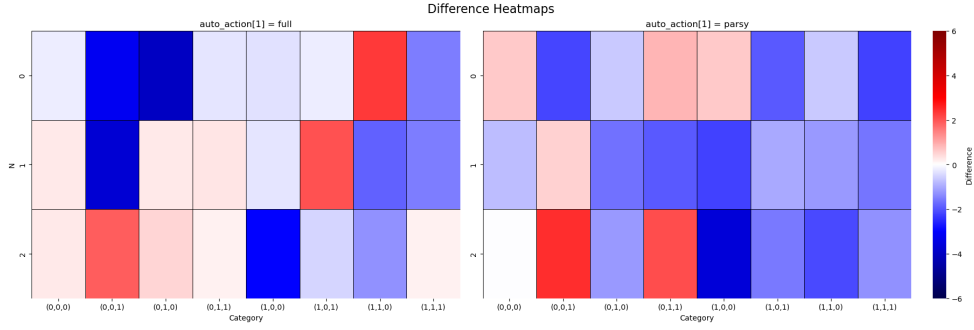 Difference Heatmaps
auto_action[1] = full
auto_action[1] = parsy
N
0
1
2
(0,0,0) (0,0,1) (0,1,0) (0,1,1) (1,0,0) (1,0,1) (1,1,0) (1,1,1)
Category
0
1
2
(0,0,0) (0,0,1) (0,1,0) (0,1,1) (1,0,0) (1,0,1) (1,1,0) (1,1,1)
Category
6
4
2
0
−2
−4
−6
Difference